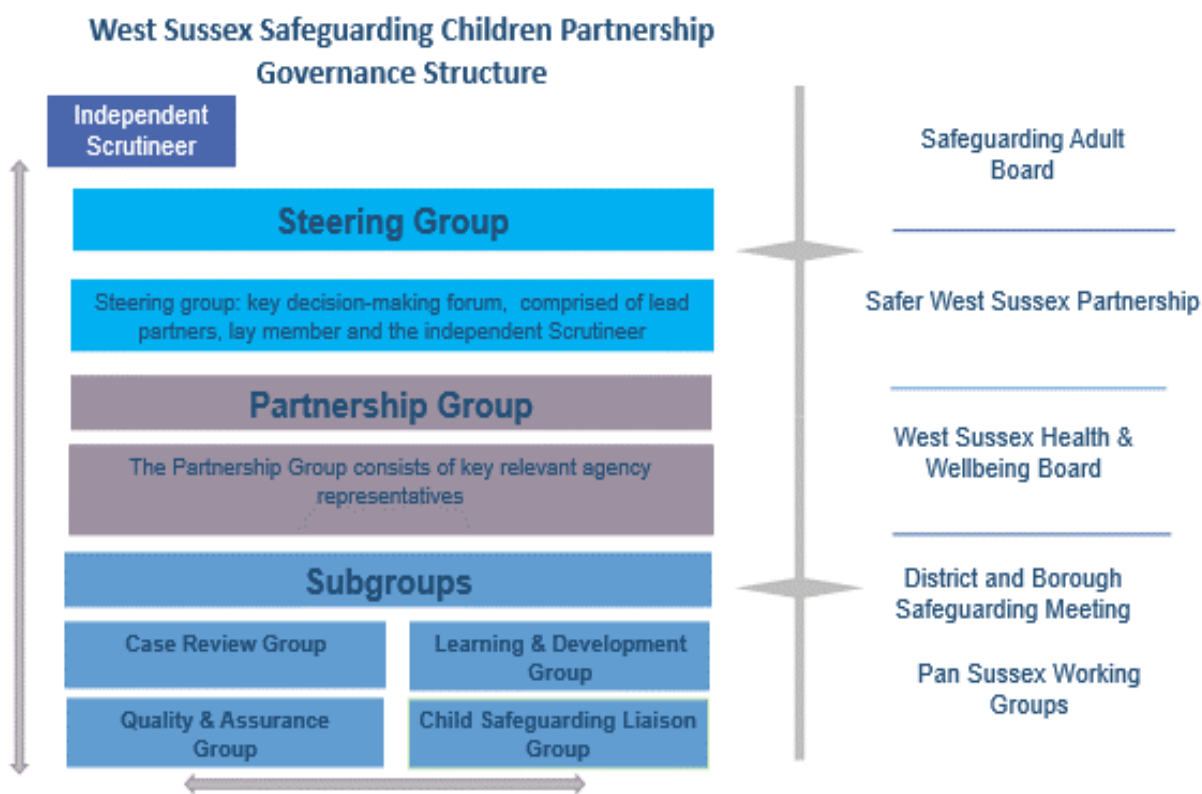 West Sussex Safeguarding Children Partnership
Governance Structure
Independent
Scrutineer
Steering Group
Steering group: key decision-making forum, comprised of lead
partners, lay member and the independent Scrutineer
Partnership Group
The Partnership Group consists of key relevant agency
representatives
Subgroups
Case Review Group
Learning & Development
Group
Quality & Assurance
Group
Child Safeguarding Liaison
Group
Safeguarding Adult
Board
Safer West Sussex Partnership
West Sussex Health &
Wellbeing Board
District and Borough
Safeguarding Meeting
Pan Sussex Working
Groups